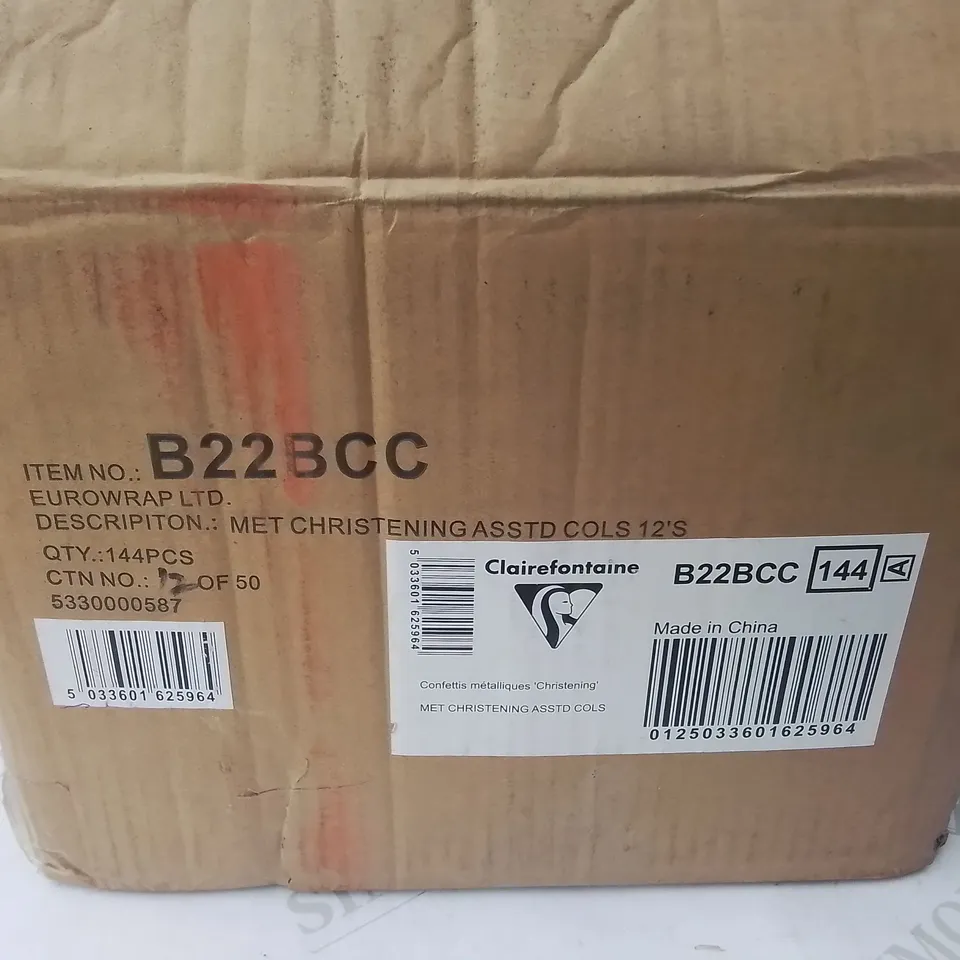 ITEM NO.: B22BCC
EUROWRAP LTD.
DESCRIPITON.: MET CHRISTENING ASSTD COLS 12'S
QTY.:144PCS
CTN NO.: 12 OF 50
5330000587
5 033601 625964
5 033601 625964
Clairefontaine
B22BCC 144 A
Made in China
Confettis métalliques 'Christening'
MET CHRISTENING ASSTD COLS
0125033601625964